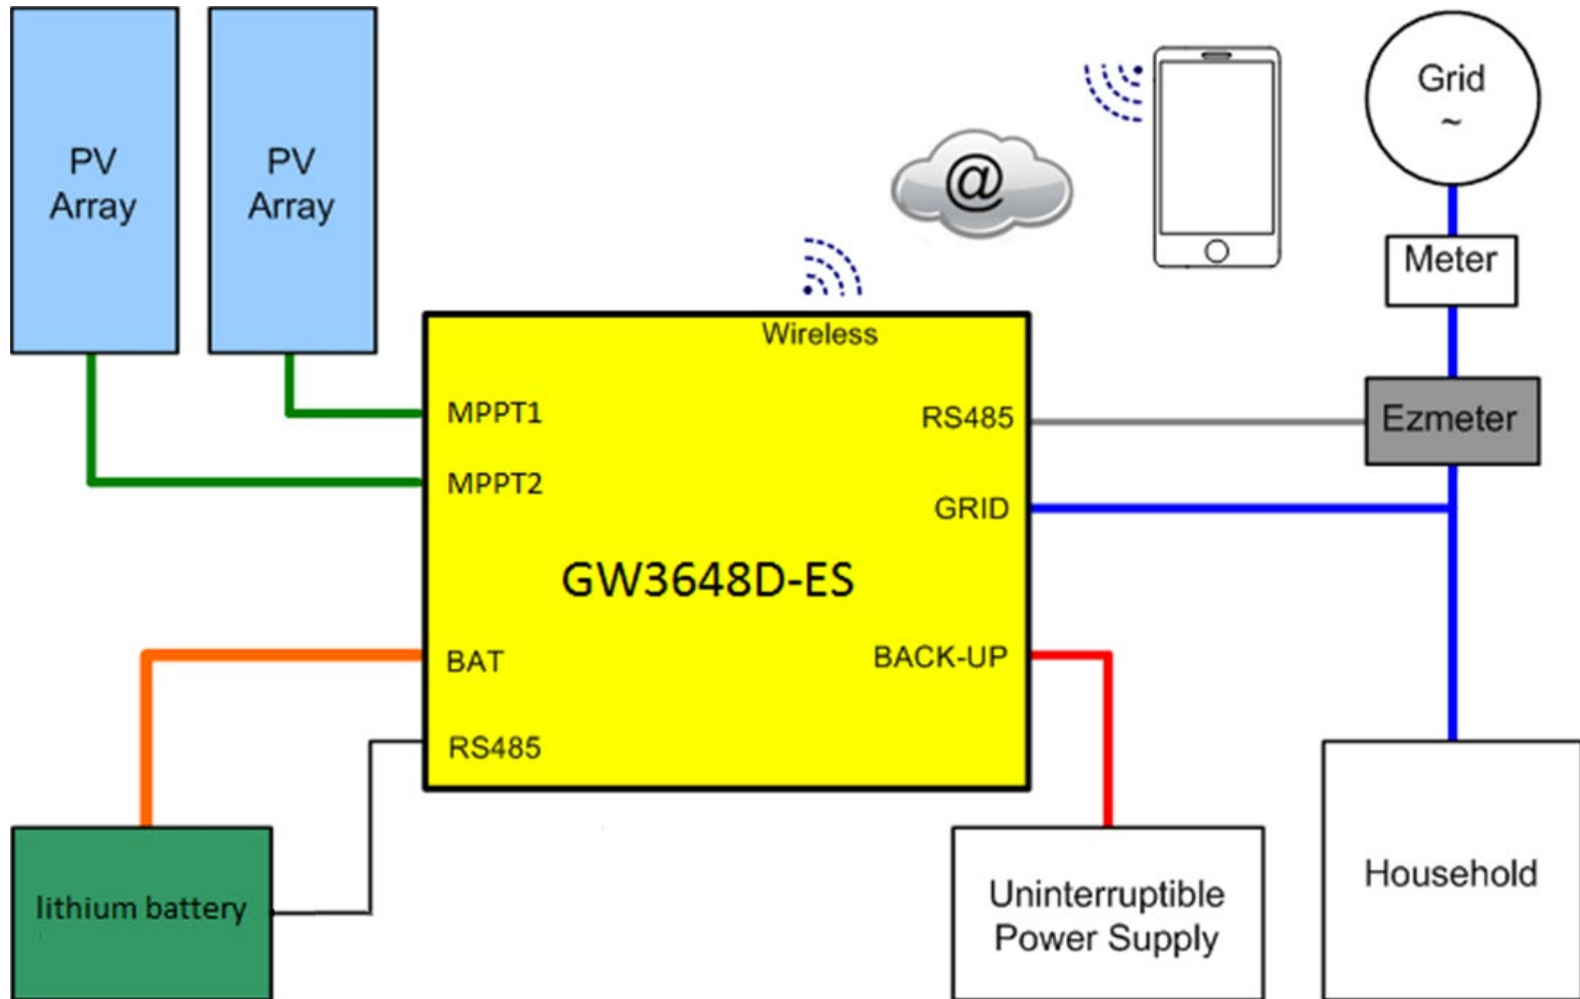 PV
Array
PV
Array
@
Grid
~
Meter
Wireless
MPPT1
RS485
Ezmeter
MPPT2
GRID
GW3648D-ES
BAT
BACK-UP
RS485
lithium battery
Uninterruptible
Power Supply
Household